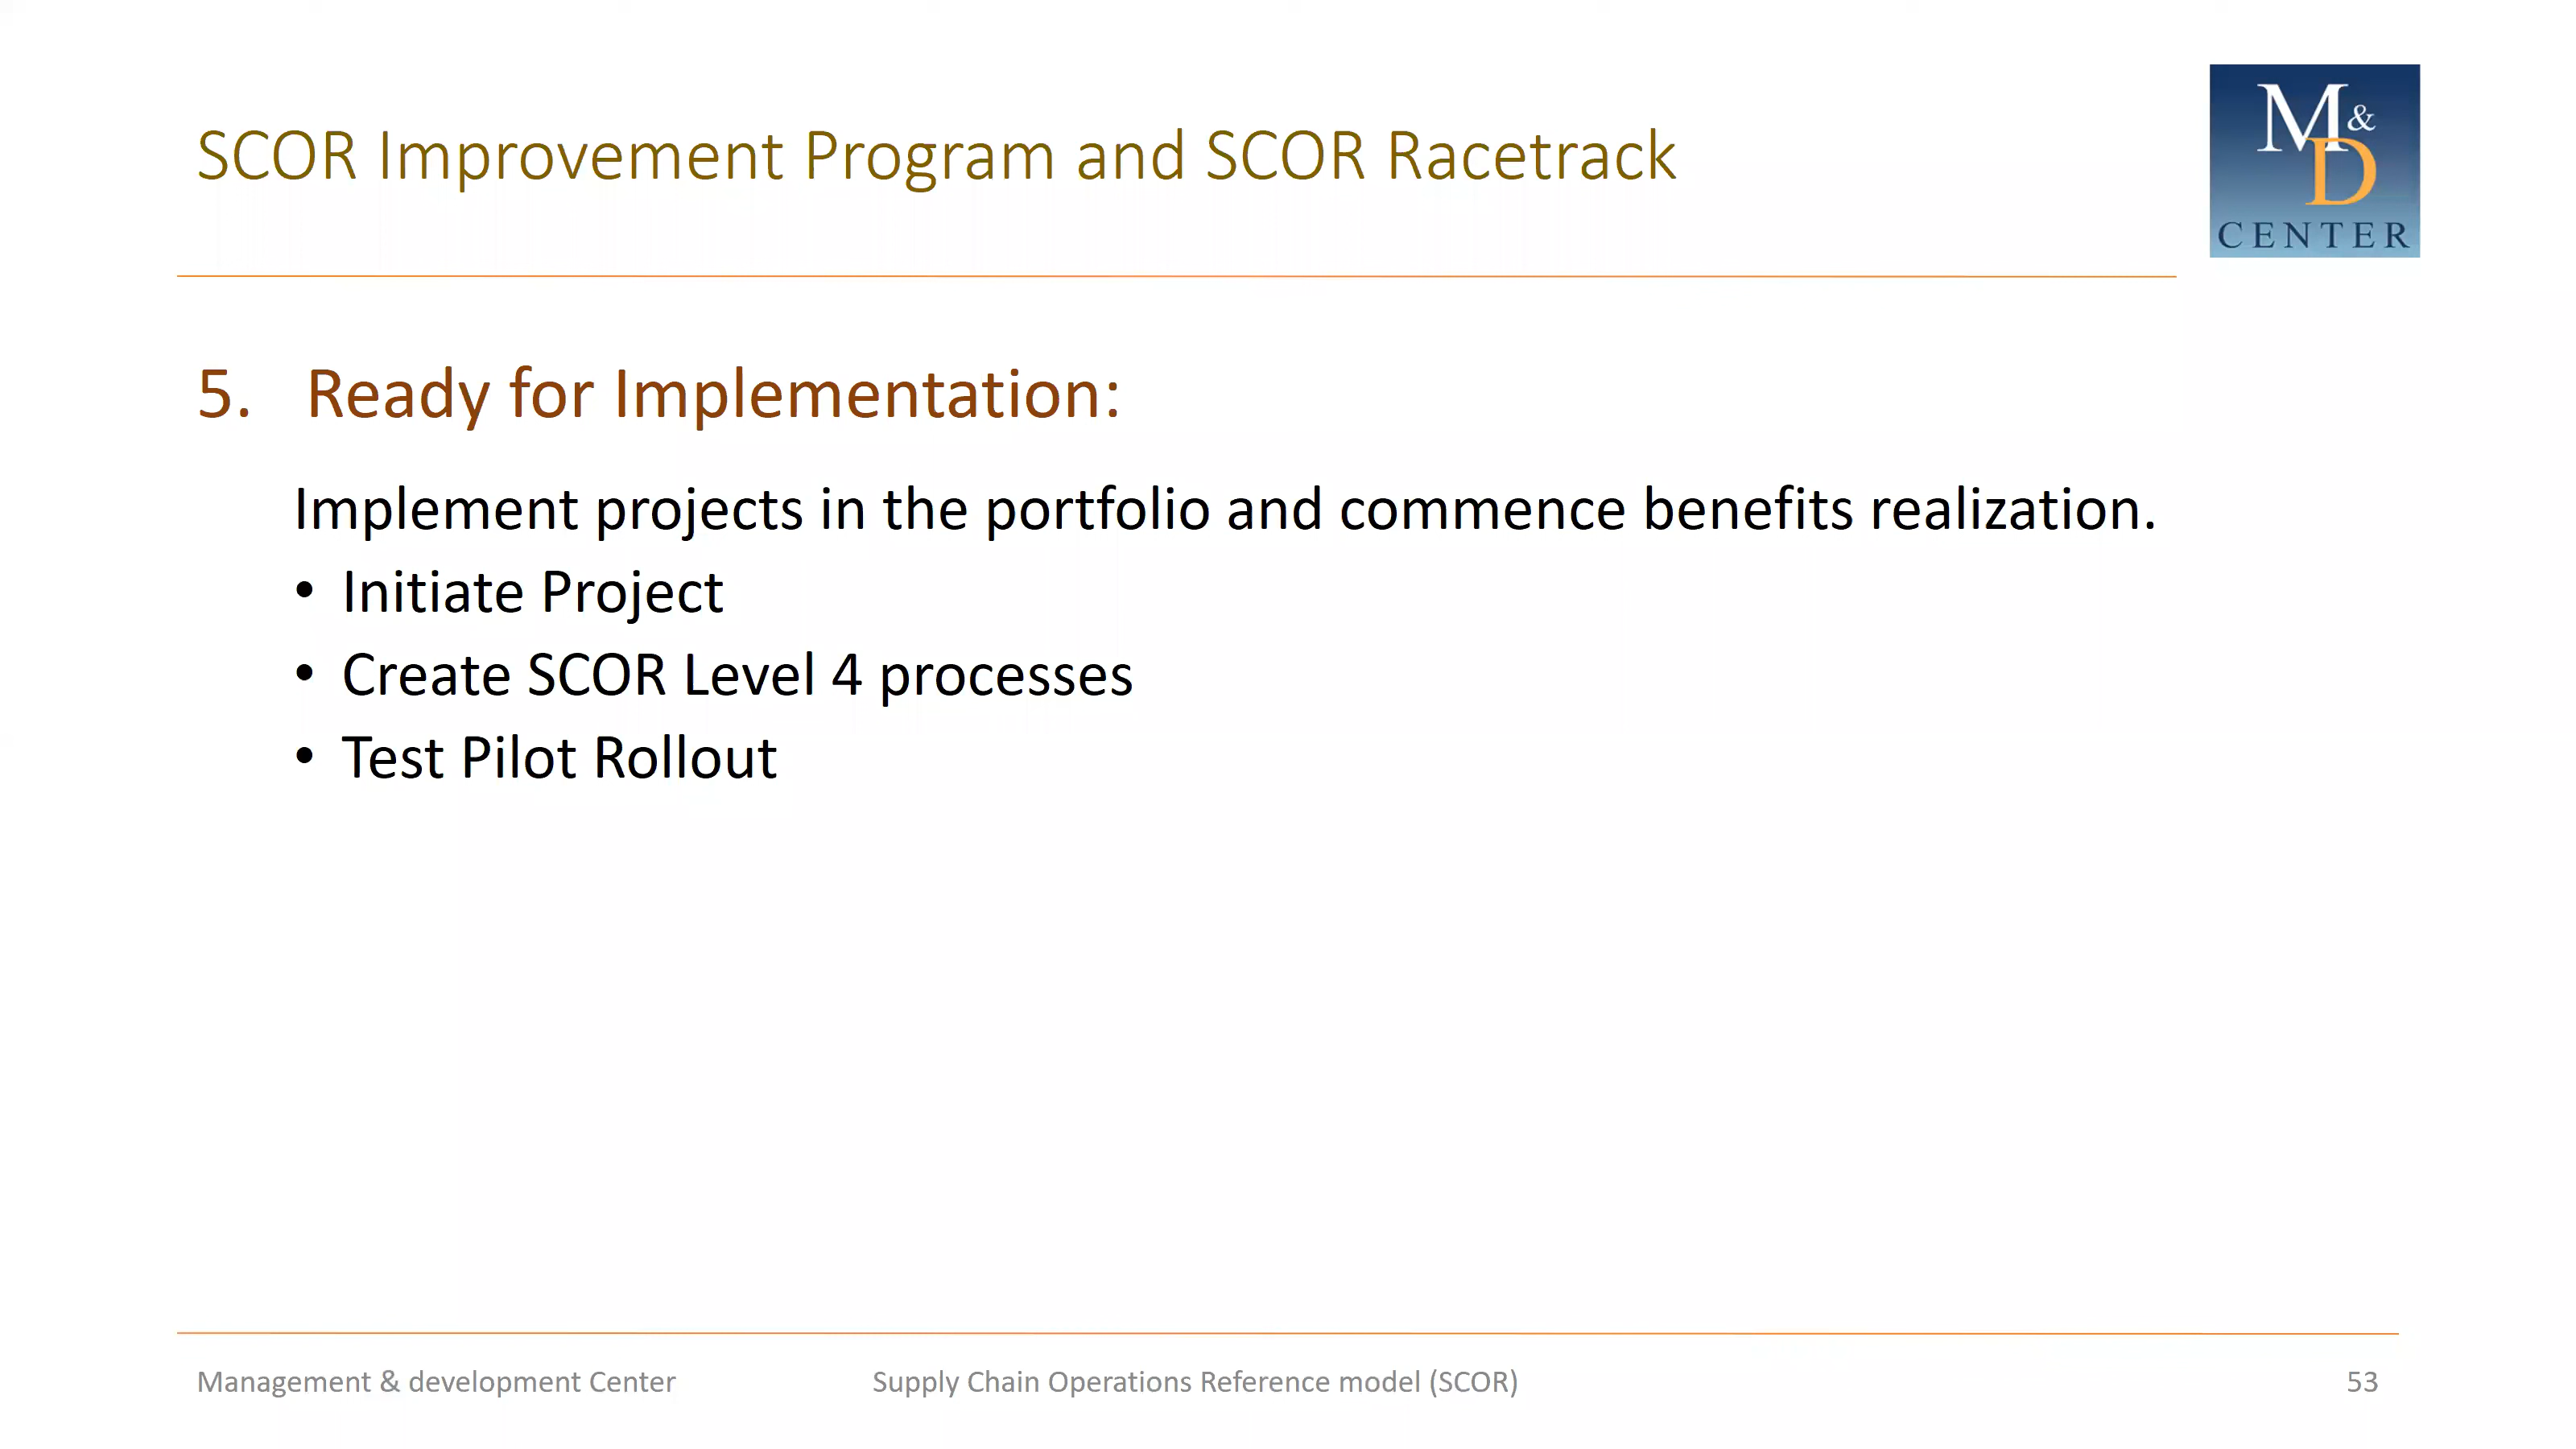 SCOR Improvement Program and SCOR Racetrack
M&
D
CENTER
5. Ready for Implementation:
Implement projects in the portfolio and commence benefits realization.
• Initiate Project
• Create SCOR Level 4 processes
• Test Pilot Rollout
Management & development Center Supply Chain Operations Reference model (SCOR) 53